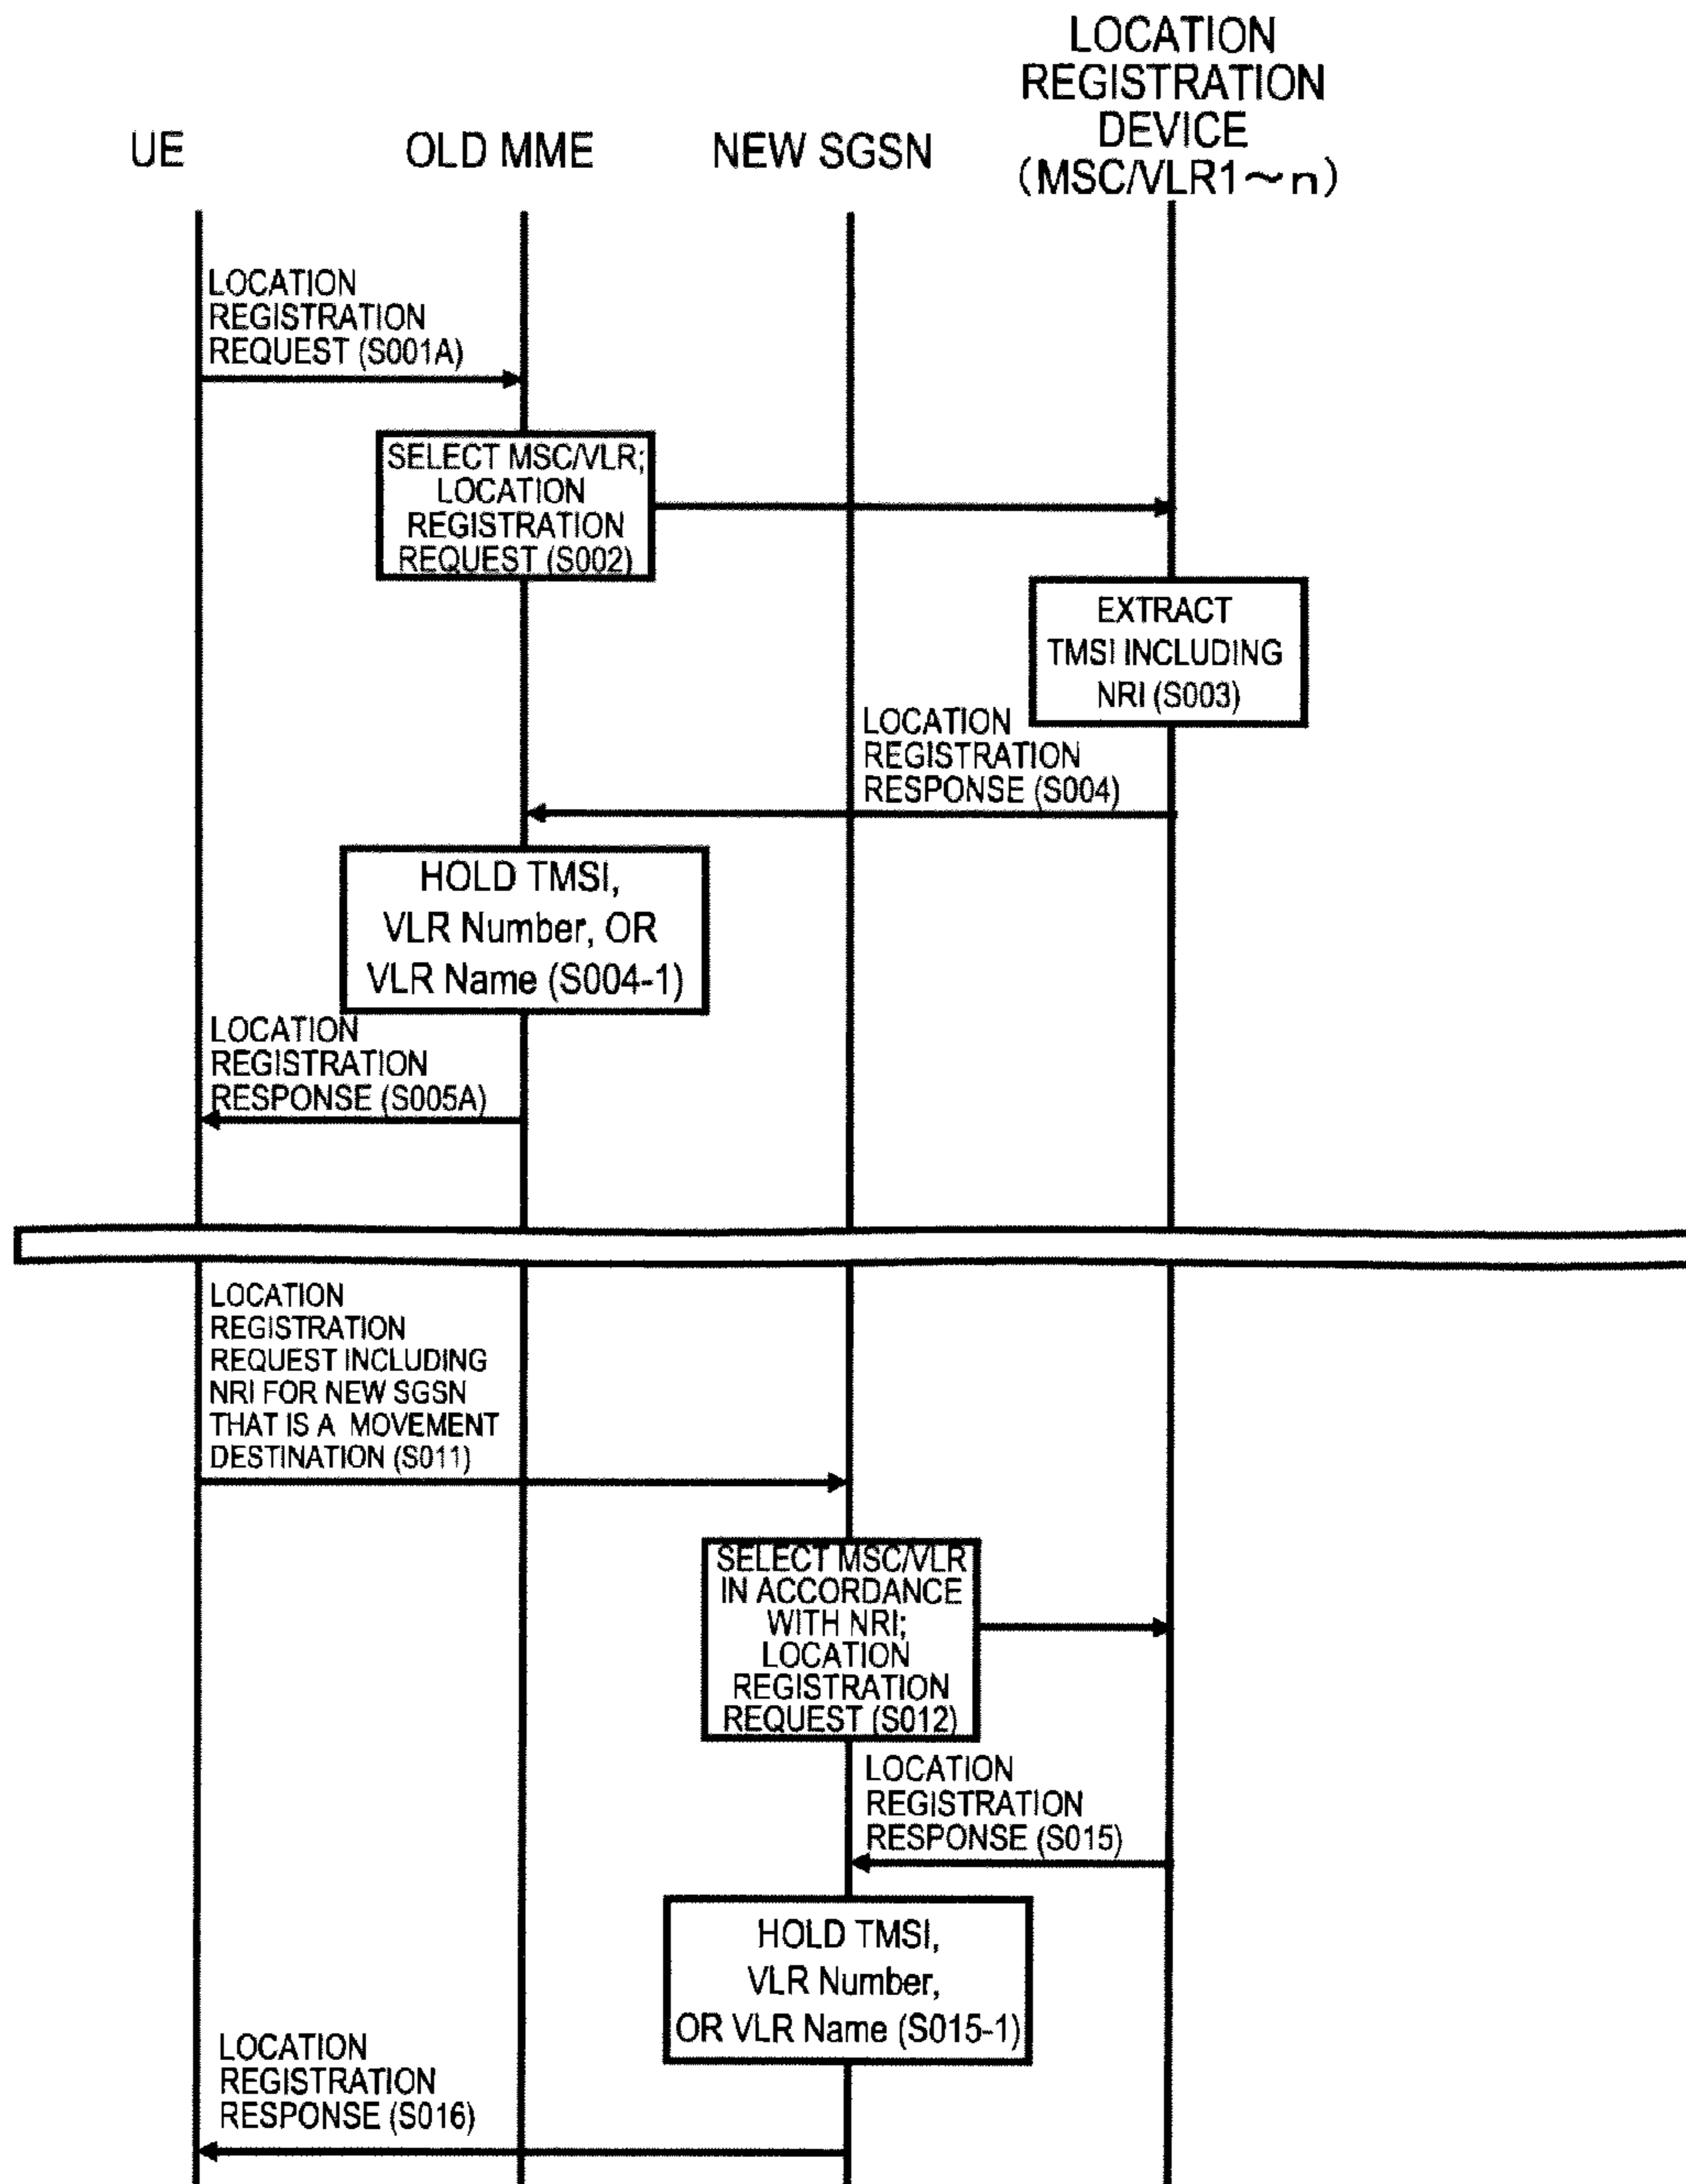 UE
OLD MME
NEW SGSN
LOCATION
REGISTRATION
DEVICE
(MSC/VLR1～n)
LOCATION
REGISTRATION
REQUEST (S001A)
SELECT MSC/VLR;
LOCATION
REGISTRATION
REQUEST (S002)
EXTRACT
TMSI INCLUDING
NRI (S003)
LOCATION
REGISTRATION
RESPONSE (S004)
HOLD TMSI,
VLR Number, OR
VLR Name (S004-1)
LOCATION
REGISTRATION
RESPONSE (S005A)
LOCATION
REGISTRATION
REQUEST INCLUDING
NRI FOR NEW SGSN
THAT IS A MOVEMENT
DESTINATION (S011)
SELECT MSC/VLR
IN ACCORDANCE
WITH NRI;
LOCATION
REGISTRATION
REQUEST (S012)
LOCATION
REGISTRATION
RESPONSE (S015)
HOLD TMSI,
VLR Number,
OR VLR Name (S015-1)
LOCATION
REGISTRATION
RESPONSE (S016)